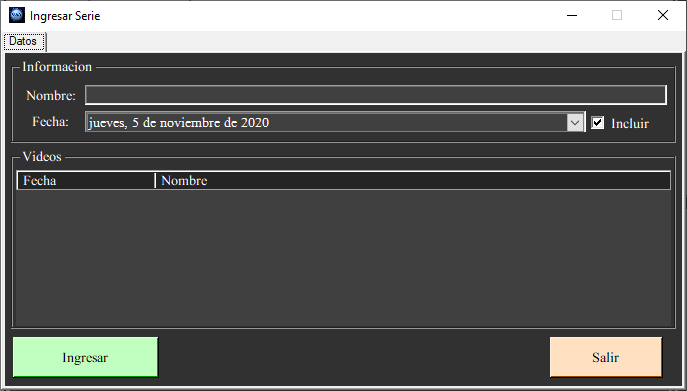 Ingresar Serie
Datos
Informacion
Nombre:
Fecha: jueves, 5 de noviembre de 2020 Incluir
Videos
Fecha Nombre
Ingresar Salir